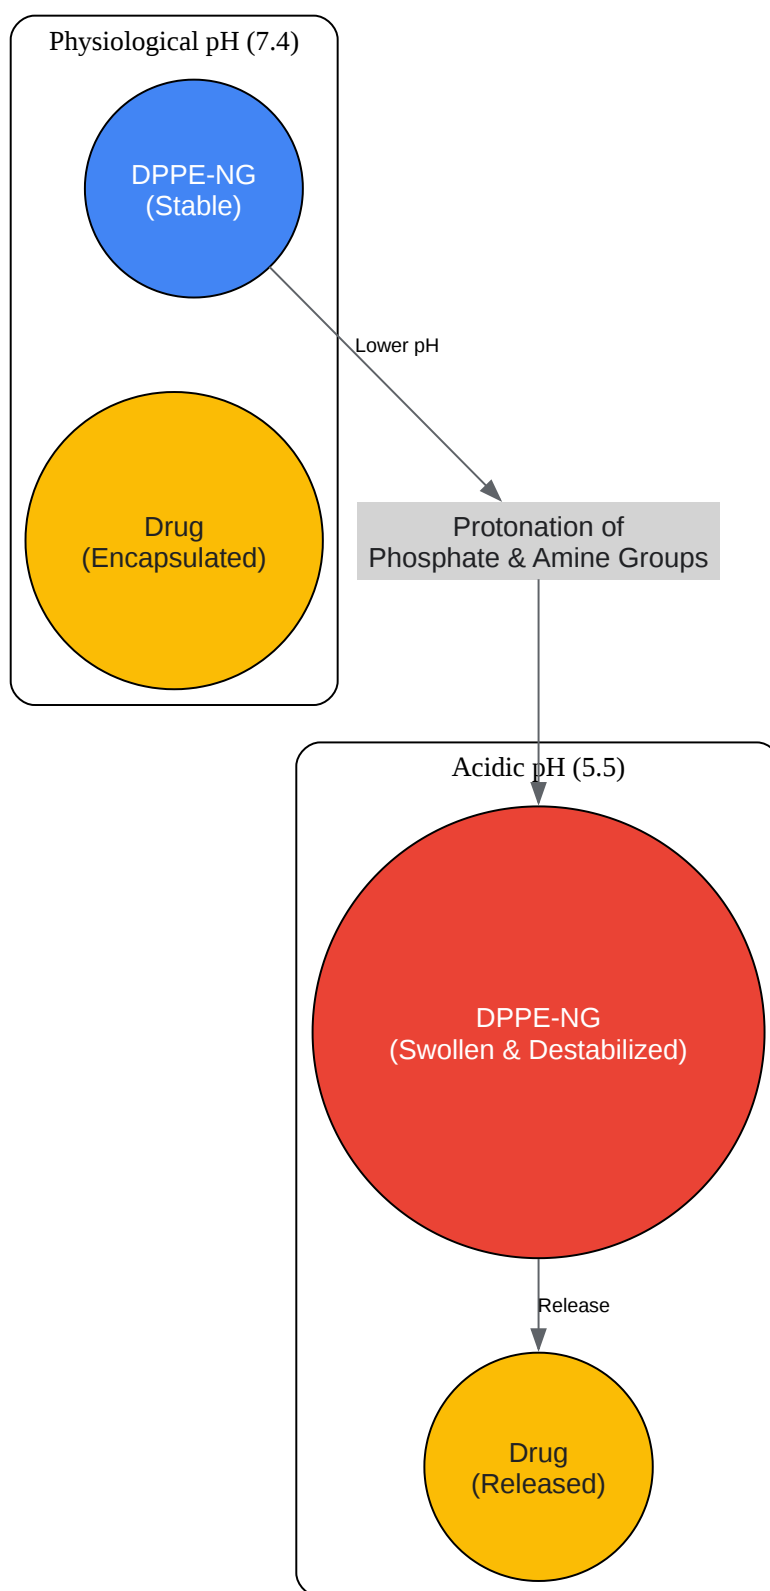 Physiological pH (7.4)
DPPE-NG
(Stable)
Lower pH
Drug
(Encapsulated)
Protonation of
Phosphate & Amine Groups
Acidic pH (5.5)
DPPE-NG
(Swollen & Destabilized)
Release
Drug
(Released)